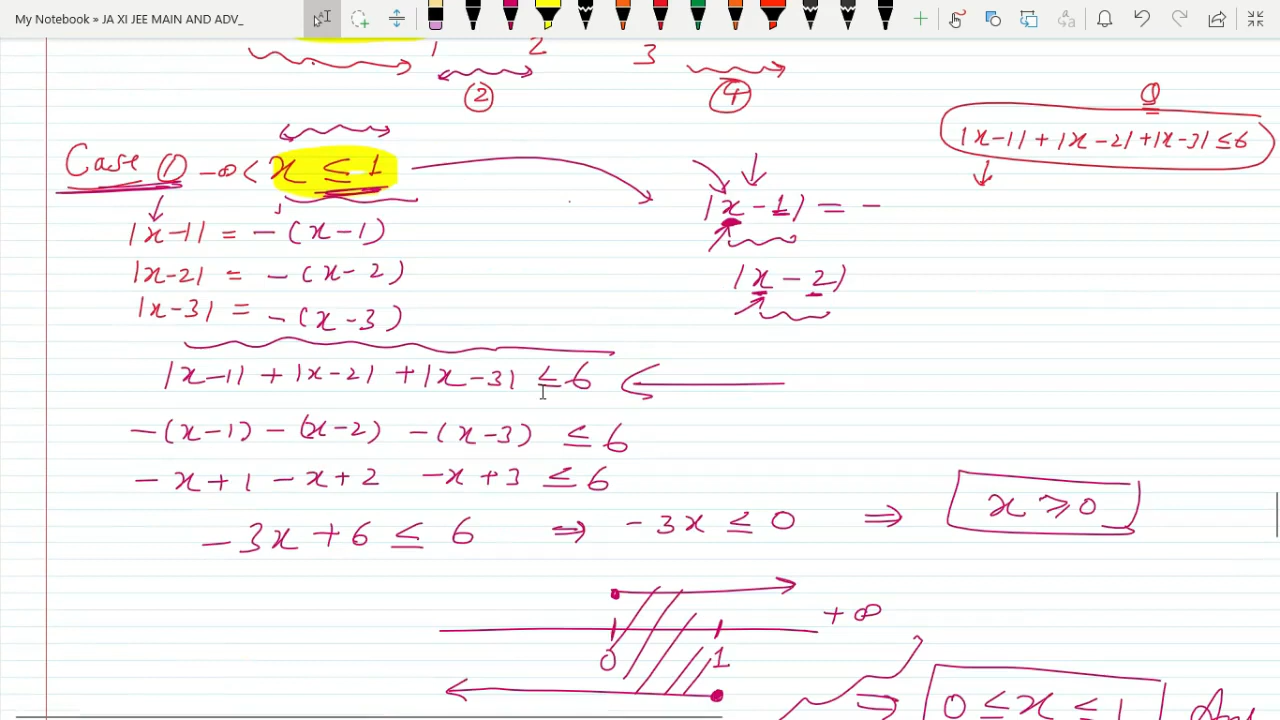 My Notebook » JA XI JEE MAIN AND ADV_
1 2 3
② ④
Q
|x-1| + |x-2| + |x-3| ≤ 6
Case ① -∞ < x ≤ 1
|x-1| = -
|x-1| = -(x-1)
|x-2| = -(x-2)
|x-2|
|x-3| = -(x-3)
|x-1| + |x-2| + |x-3| ≤ 6
-(x-1) - (x-2) -(x-3) ≤ 6
-x+1 -x+2 -x+3 ≤ 6
-3x+6 ≤ 6 ⇒ -3x ≤ 0 ⇒ x ≥ 0
+∞
0 1
⇒ 0 ≤ x ≤ 1